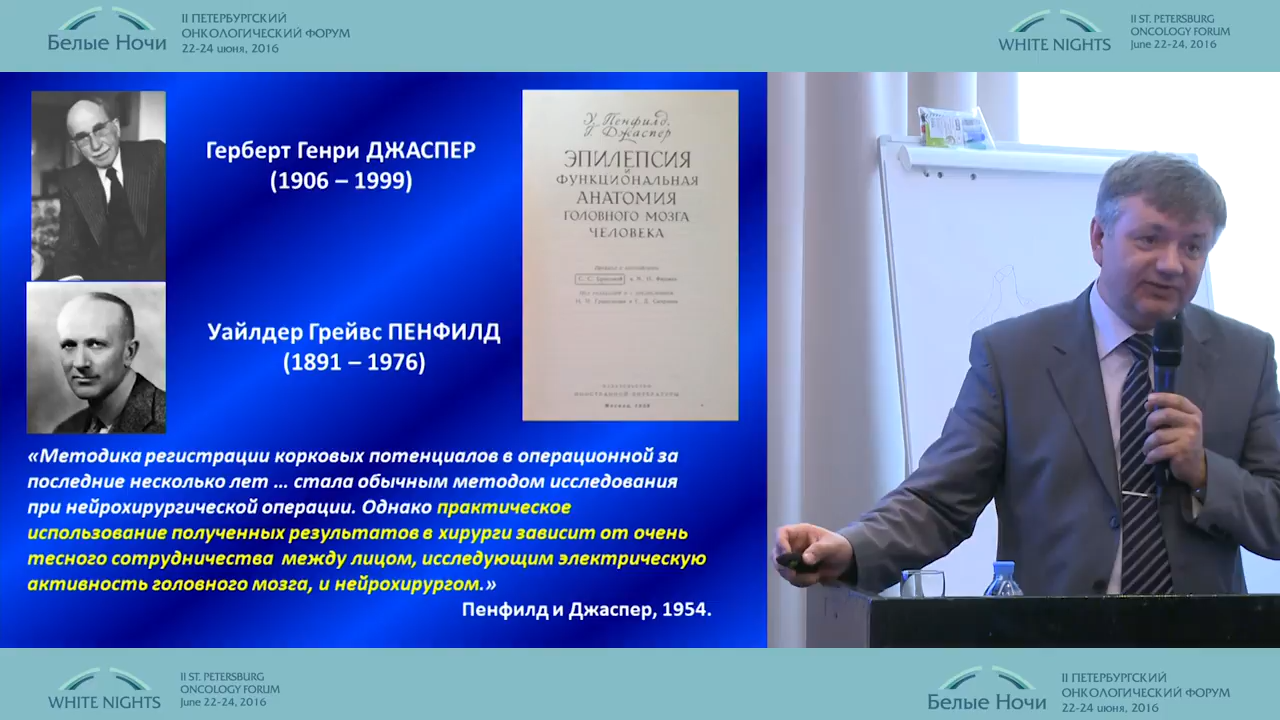 Белые Ночи
II ПЕТЕРБУРГСКИЙ
ОНКОЛОГИЧЕСКИЙ ФОРУМ
22-24 июня, 2016
WHITE NIGHTS
II ST. PETERSBURG
ONCOLOGY FORUM
June 22-24, 2016
Герберт Генри ДЖАСПЕР
(1906 – 1999)
Уайлдер Грейвс ПЕНФИЛД
(1891 – 1976)
У. Пенфилд,
Г. Джаспер
ЭПИЛЕПСИЯ
И
ФУНКЦИОНАЛЬНАЯ
АНАТОМИЯ
ГОЛОВНОГО МОЗГА
ЧЕЛОВЕКА
ИЗДАТЕЛЬСТВО
ИНОСТРАННОЙ ЛИТЕРАТУРЫ
«Методика регистрации корковых потенциалов в операционной за
последние несколько лет ... стала обычным методом исследования
при нейрохирургической операции. Однако практическое
использование полученных результатов в хирурги зависит от очень
тесного сотрудничества между лицом, исследующим электрическую
активность головного мозга, и нейрохирургом.»
Пенфилд и Джаспер, 1954.
WHITE NIGHTS
II ST. PETERSBURG
ONCOLOGY FORUM
June 22-24, 2016
Белые Ночи
II ПЕТЕРБУРГСКИЙ
ОНКОЛОГИЧЕСКИЙ ФОРУМ
22-24 июня, 2016